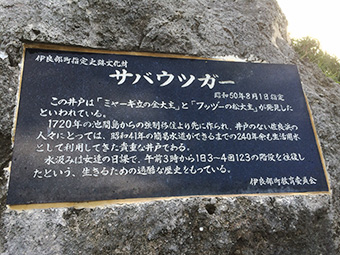 伊良部町指定史跡文化財
サバウツガー
昭和50年8月1日指定
この井戸は「ミャーギ立の金大主」と「フッヅーの松大主」が発見した
といわれている。
1720年の池間島からの強制移住より先に作られ、井戸のない佐良浜の
人々にとっては、昭和41年の簡易水道ができるまでの240年余も生活用水
として利用してきた貴重な井戸である。
水汲みは女達の日課で、午前3時から1日3〜4回123の階段を往復し
たという、生きるための過酷な歴史をもっている。
伊良部町教育委員会